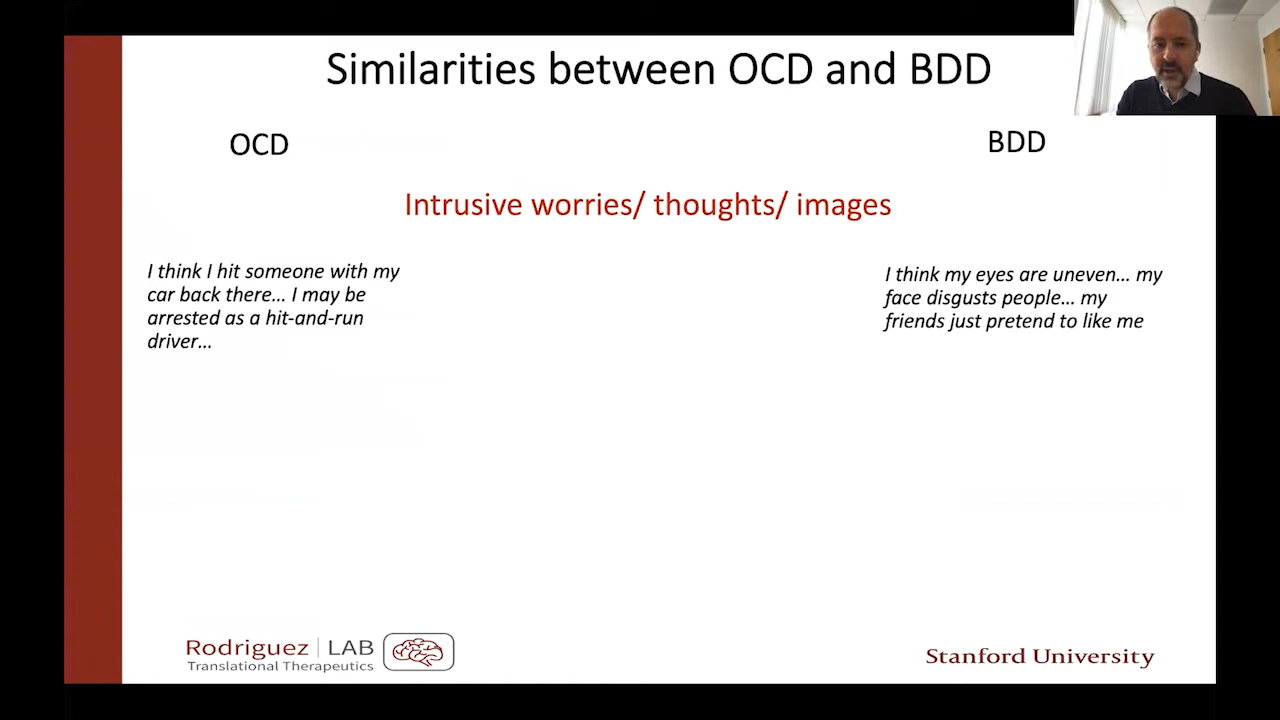 Similarities between OCD and BDD
OCD
BDD
Intrusive worries/ thoughts/ images
I think I hit someone with my
car back there… I may be
arrested as a hit-and-run
driver…
I think my eyes are uneven… my
face disgusts people… my
friends just pretend to like me
Rodriguez | LAB
Translational Therapeutics
Stanford University